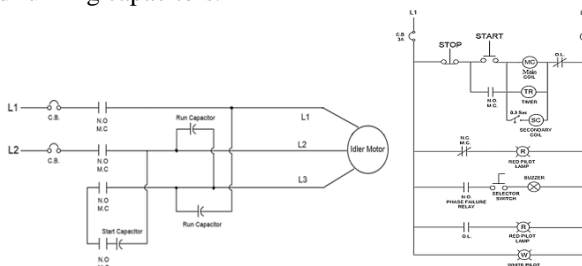 running capacitors.
L1
C.B.
N.O
M.C
Run Capacitor
L1
L2
C.B.
N.O
M.C
L2
Idler Motor
L3
N.O
M.C
Run Capacitor
Start Capacitor
N.O
M.C
L1
C.B
3A
STOP
START
MC
Main
COIL
O.L.
N.O.
M.C.
TR
TIMER
0.5 Sec
SC
SECONDARY
COIL
N.C.
M.C.
R
RED PILOT
LAMP
N.O.
PHASE FAILURE
RELAY
SELECTOR
SWITCH
BUZZER
O.L.
R
RED PILOT
LAMP
W
WHITE PILOT